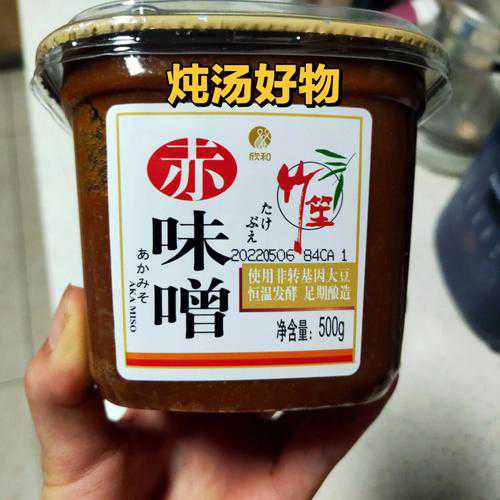 炖汤好物
欣和
竹笙
たけぶえ
赤味噌
あかみそ
AKA MISO
20220506 84CA 1
使用非转基因大豆
恒温发酵 足期酿造
净含量: 500g